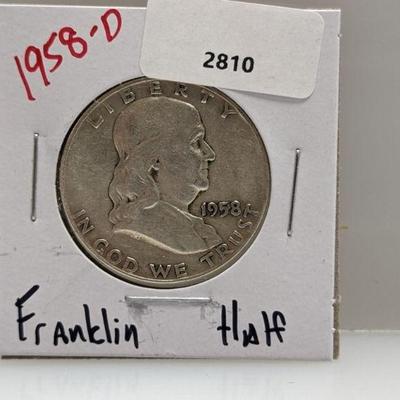 1958-D
2810
LIBERTY
1958
IN GOD WE TRUST
Franklin Half